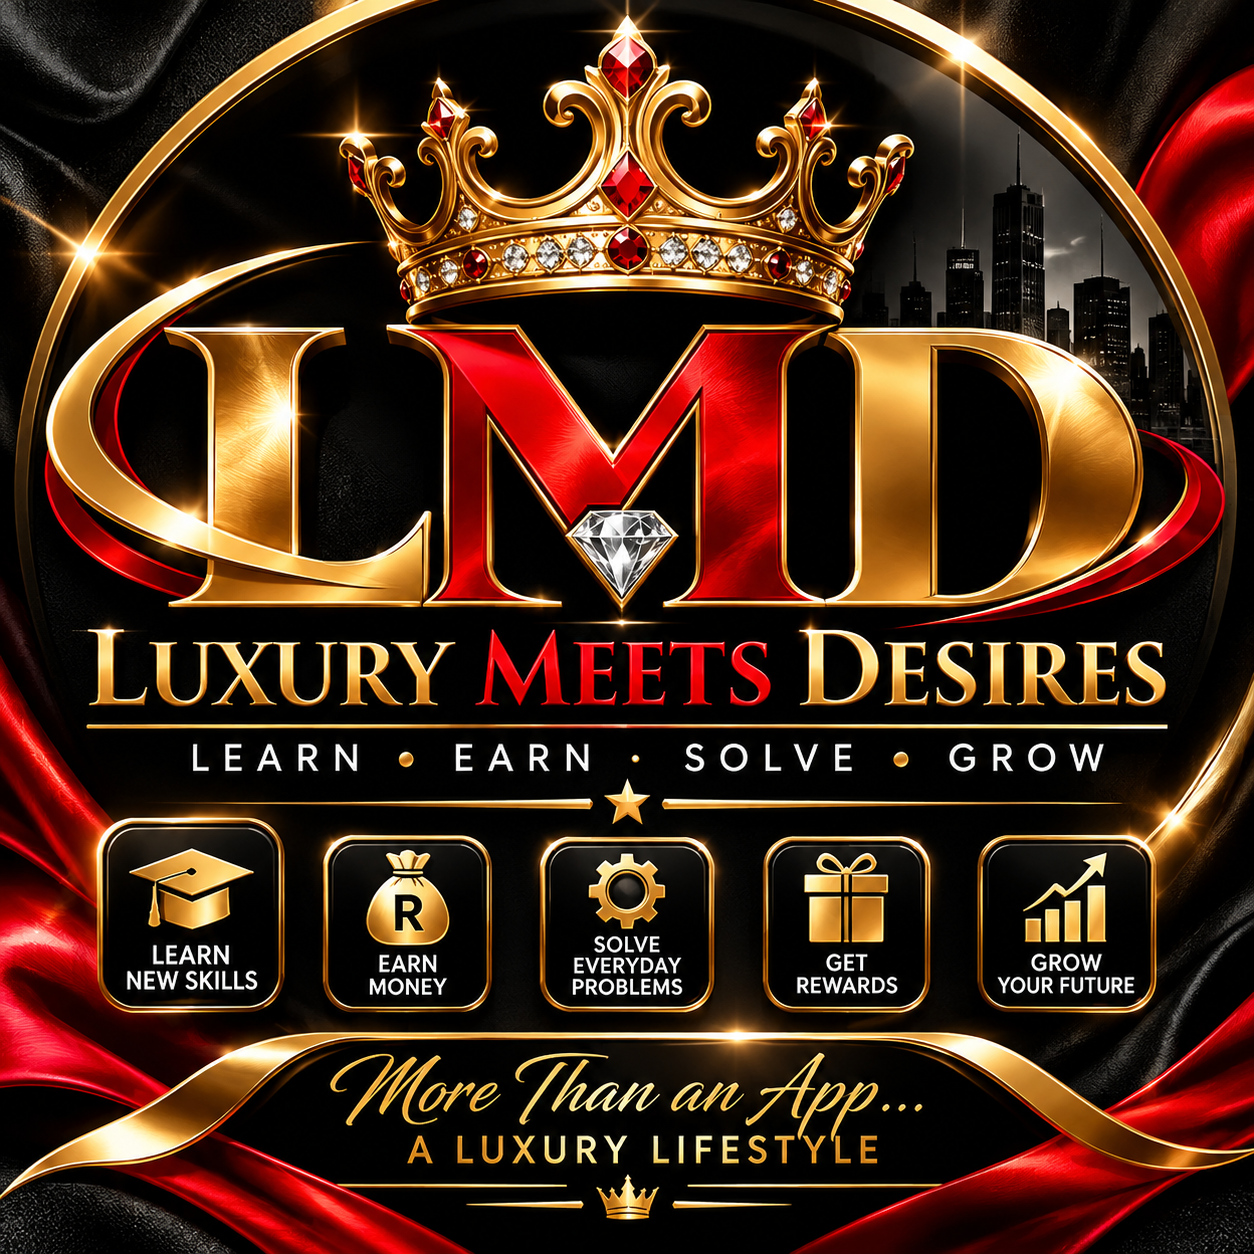 LMD
LUXURY MEETS DESIRES
LEARN • EARN • SOLVE • GROW
LEARN
NEW SKILLS
R
EARN
MONEY
SOLVE
EVERYDAY
PROBLEMS
GET
REWARDS
GROW
YOUR FUTURE
More Than an App...
A LUXURY LIFESTYLE